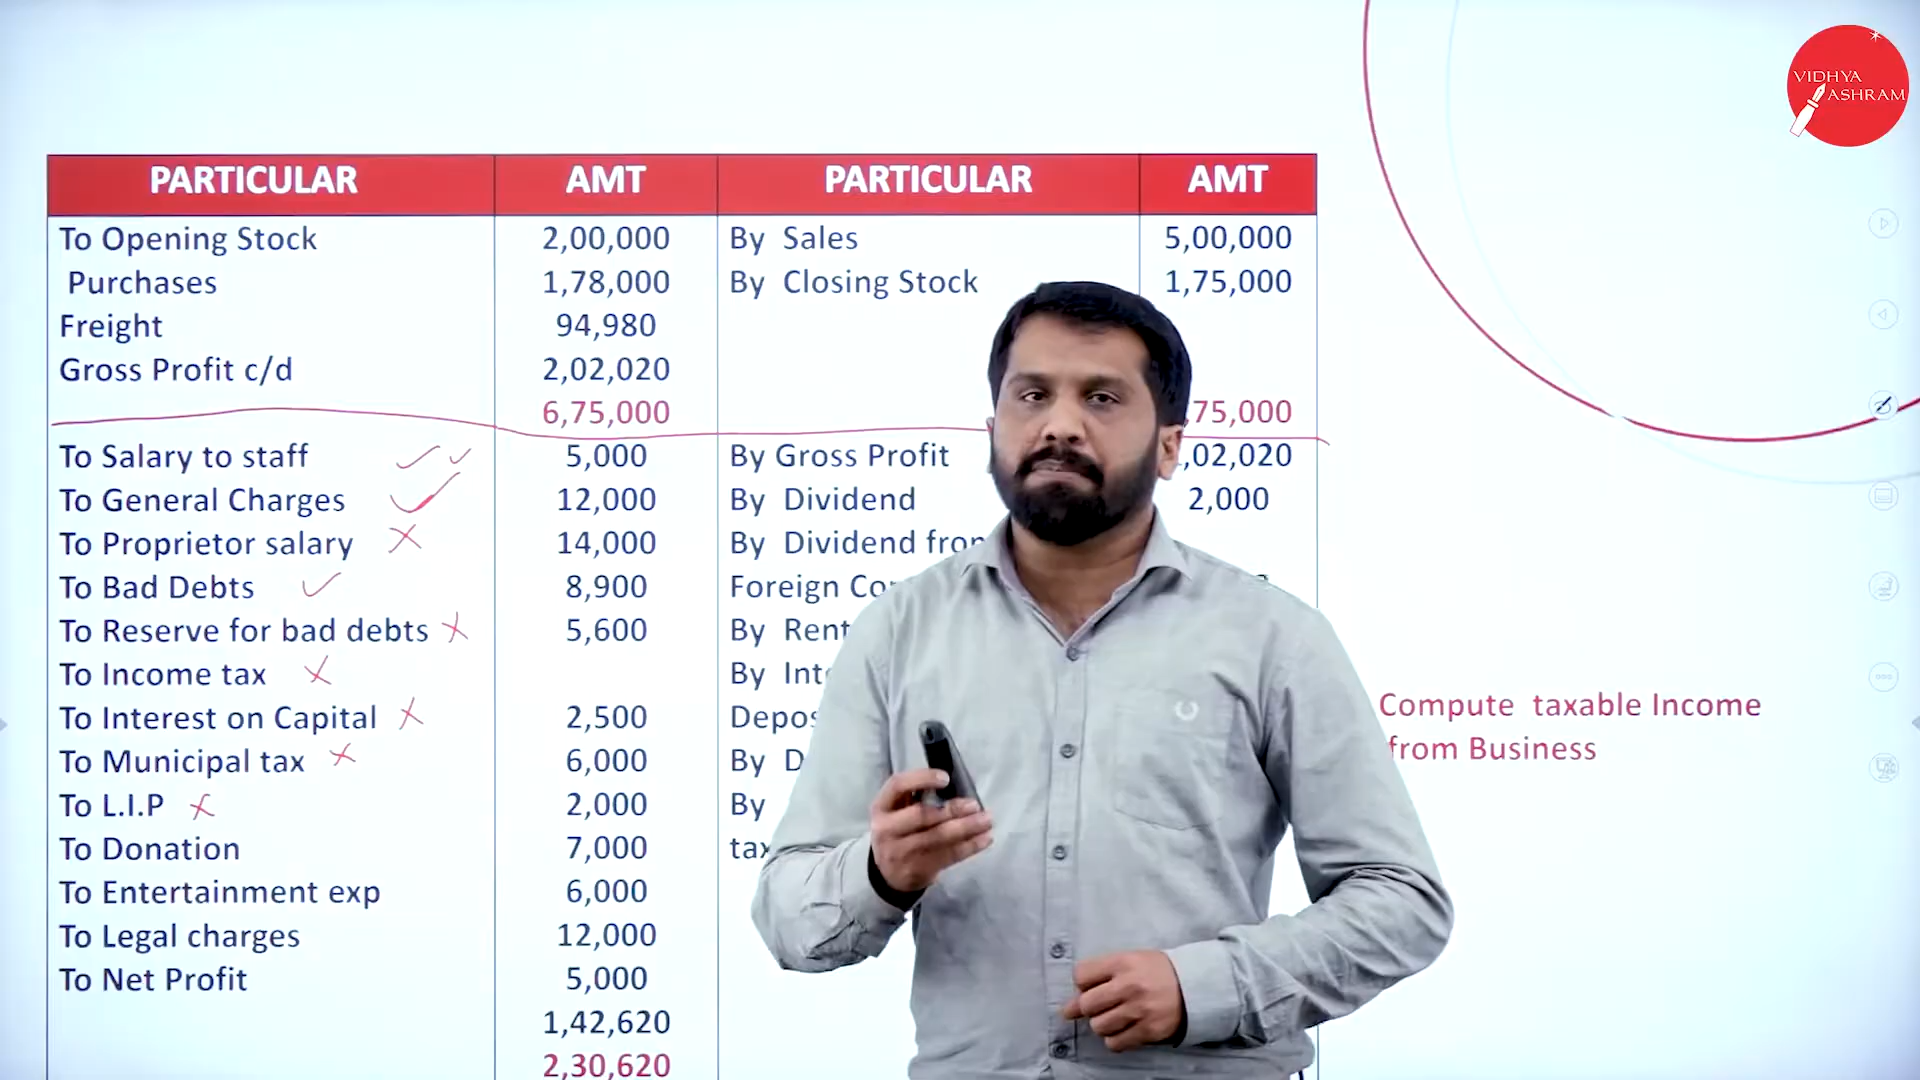 VIDHYA
ASHRAM
PARTICULAR AMT PARTICULAR AMT
To Opening Stock 2,00,000 By Sales 5,00,000
Purchases 1,78,000 By Closing Stock 1,75,000
Freight 94,980
Gross Profit c/d 2,02,020
6,75,000 75,000
To Salary to staff 5,000 By Gross Profit ,02,020
To General Charges 12,000 By Dividend 2,000
To Proprietor salary 14,000 By Dividend
To Bad Debts 8,900 Foreign
To Reserve for bad debts 5,600 By Rent
To Income tax By
To Interest on Capital 2,500
To Municipal tax 6,000 By
To L.I.P 2,000 By
To Donation 7,000 tax
To Entertainment exp 6,000
To Legal charges 12,000
To Net Profit 5,000
1,42,620
2,30,620
Compute taxable Income
from Business